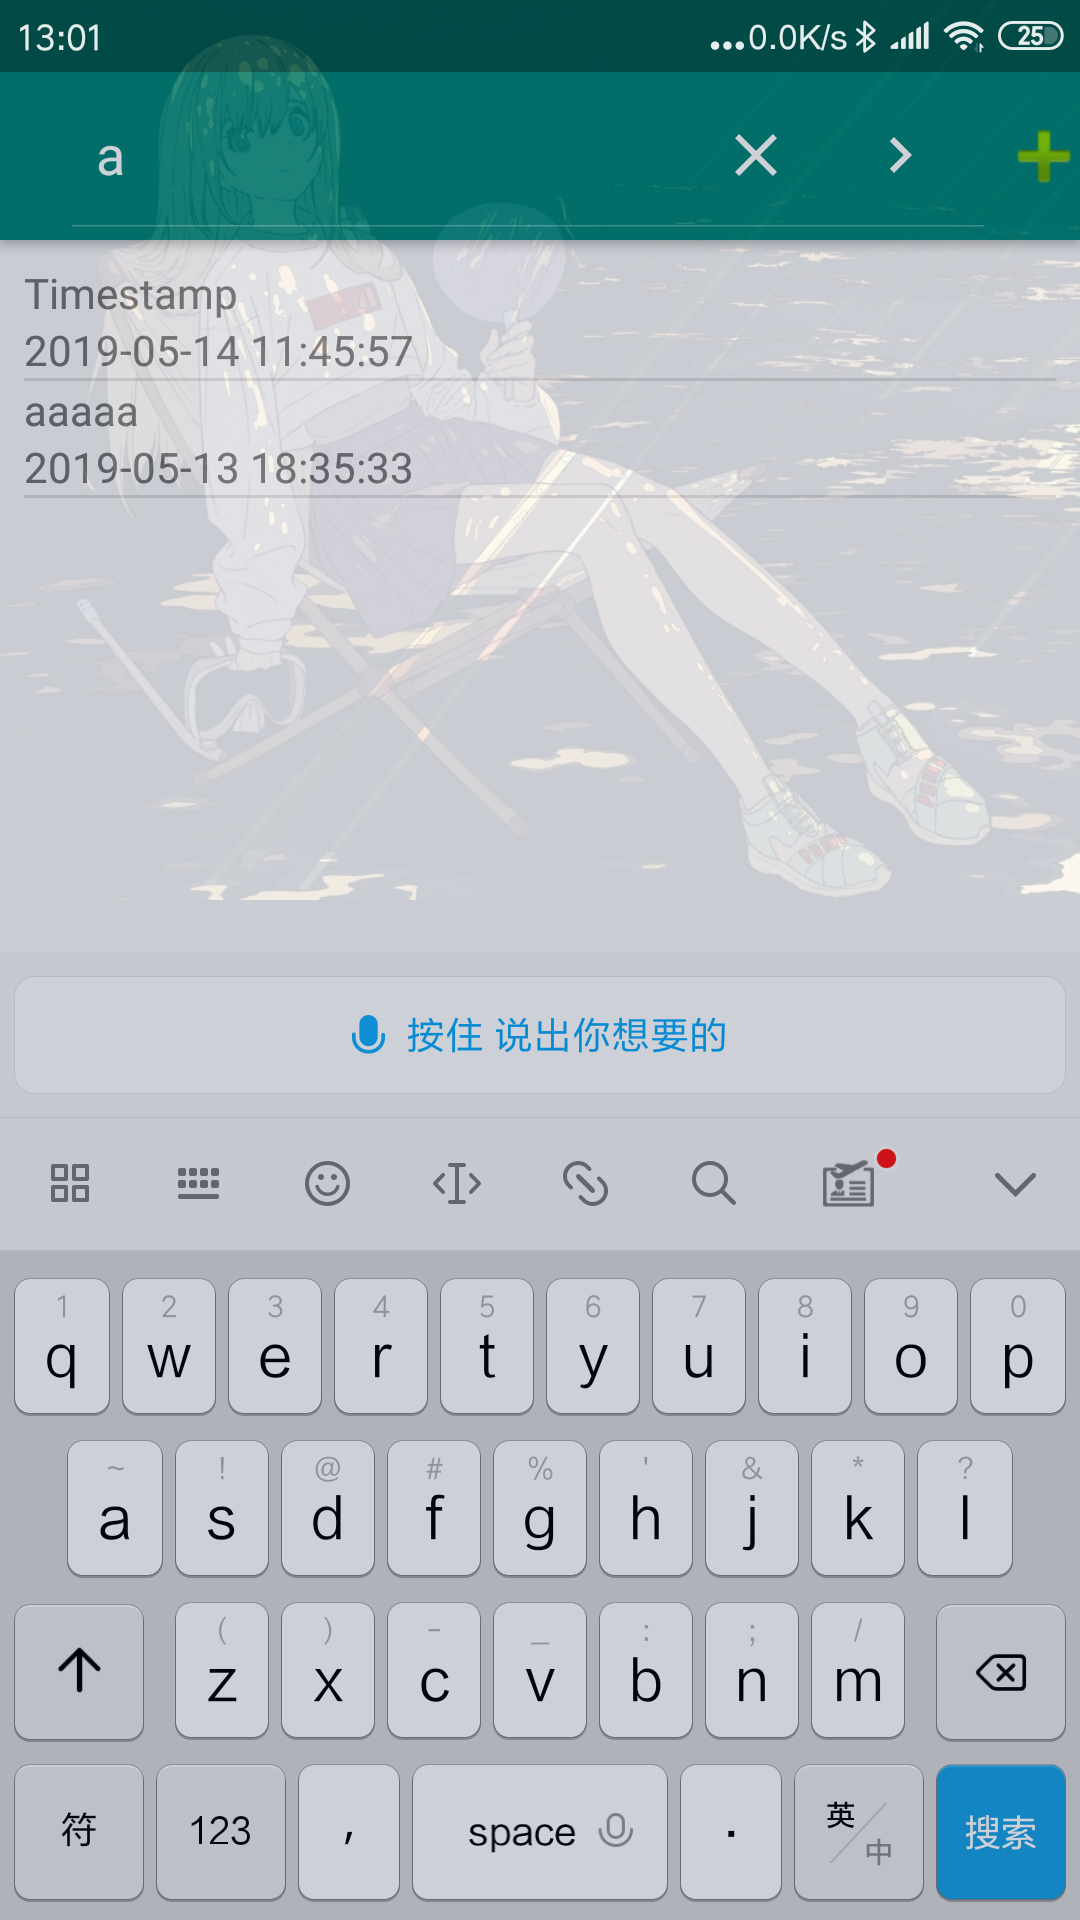 13:01 ...0.0K/s 25
a
Timestamp
2019-05-14 11:45:57
aaaaa
2019-05-13 18:35:33
按住 说出你想要的
1 2 3 4 5 6 7 8 9 0
q w e r t y u i o p
~ ! @ # % ' & * ?
a s d f g h j k l
( ) - _ : ; /
z x c v b n m
符 123 , space . 英/中 搜索